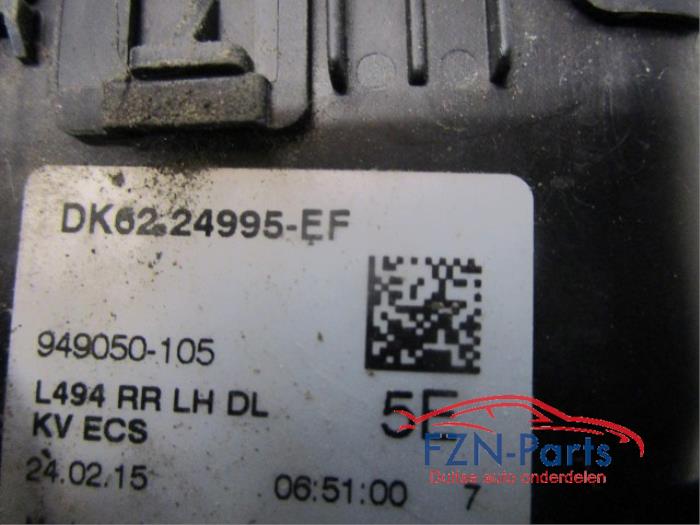 DK62 24995-EF
949050-105
L494 RR LH DL
5E
KV ECS
24.02.15
06:51:00
7
FZN-Parts
Duitse auto onderdelen